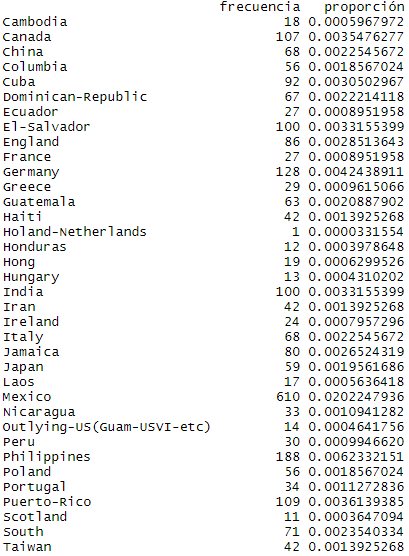 frecuencia proporción
Cambodia 18 0.0005967972
Canada 107 0.0035476277
China 68 0.0022545672
Columbia 56 0.0018567024
Cuba 92 0.0030502967
Dominican-Republic 67 0.0022214118
Ecuador 27 0.0008951958
El-Salvador 100 0.0033155399
England 86 0.0028513643
France 27 0.0008951958
Germany 128 0.0042438911
Greece 29 0.0009615066
Guatemala 63 0.0020887902
Haiti 42 0.0013925268
Holand-Netherlands 1 0.0000331554
Honduras 12 0.0003978648
Hong 19 0.0006299526
Hungary 13 0.0004310202
India 100 0.0033155399
Iran 42 0.0013925268
Ireland 24 0.0007957296
Italy 68 0.0022545672
Jamaica 80 0.0026524319
Japan 59 0.0019561686
Laos 17 0.0005636418
Mexico 610 0.0202247936
Nicaragua 33 0.0010941282
Outlying-US(Guam-USVI-etc) 14 0.0004641756
Peru 30 0.0009946620
Philippines 188 0.0062332151
Poland 56 0.0018567024
Portugal 34 0.0011272836
Puerto-Rico 109 0.0036139385
Scotland 11 0.0003647094
South 71 0.0023540334
Taiwan 42 0.0013925268